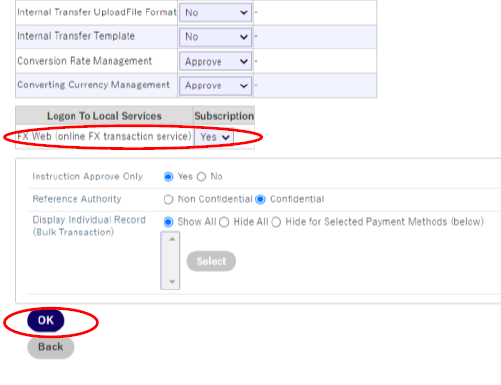 Internal Transfer UploadFile Format No -
Internal Transfer Template No -
Conversion Rate Management Approve -
Converting Currency Management Approve -
Logon To Local Services Subscription
FX Web (online FX transaction service) Yes
Instruction Approve Only Yes No
Reference Authority Non Confidential Confidential
Display Individual Record Show All Hide All Hide for Selected Payment Methods (below)
(Bulk Transaction)
Select
OK
Back